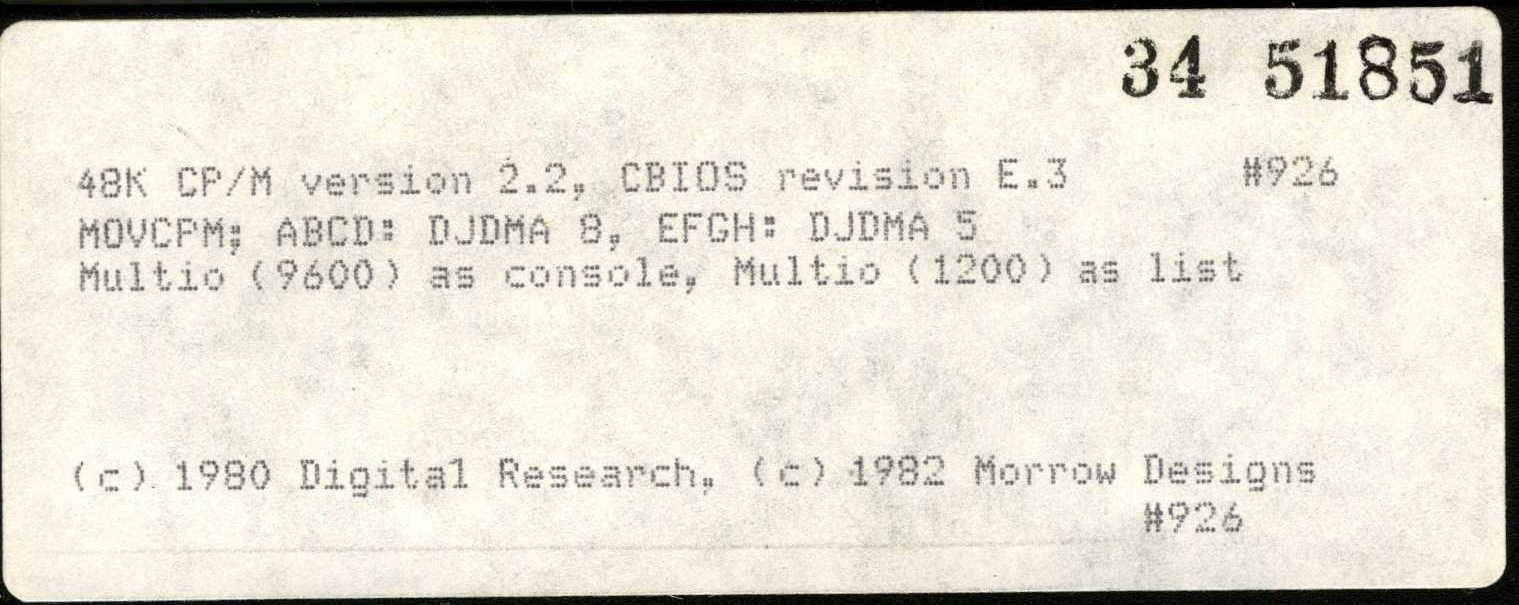 34 51851
48K CP/M version 2.2, CBIOS revision E.3 #926
MOVCPM; ABCD: DJDMA 8, EFGH: DJDMA 5
Multio (9600) as console, Multio (1200) as list
(c) 1980 Digital Research, (c) 1982 Morrow Designs
#926